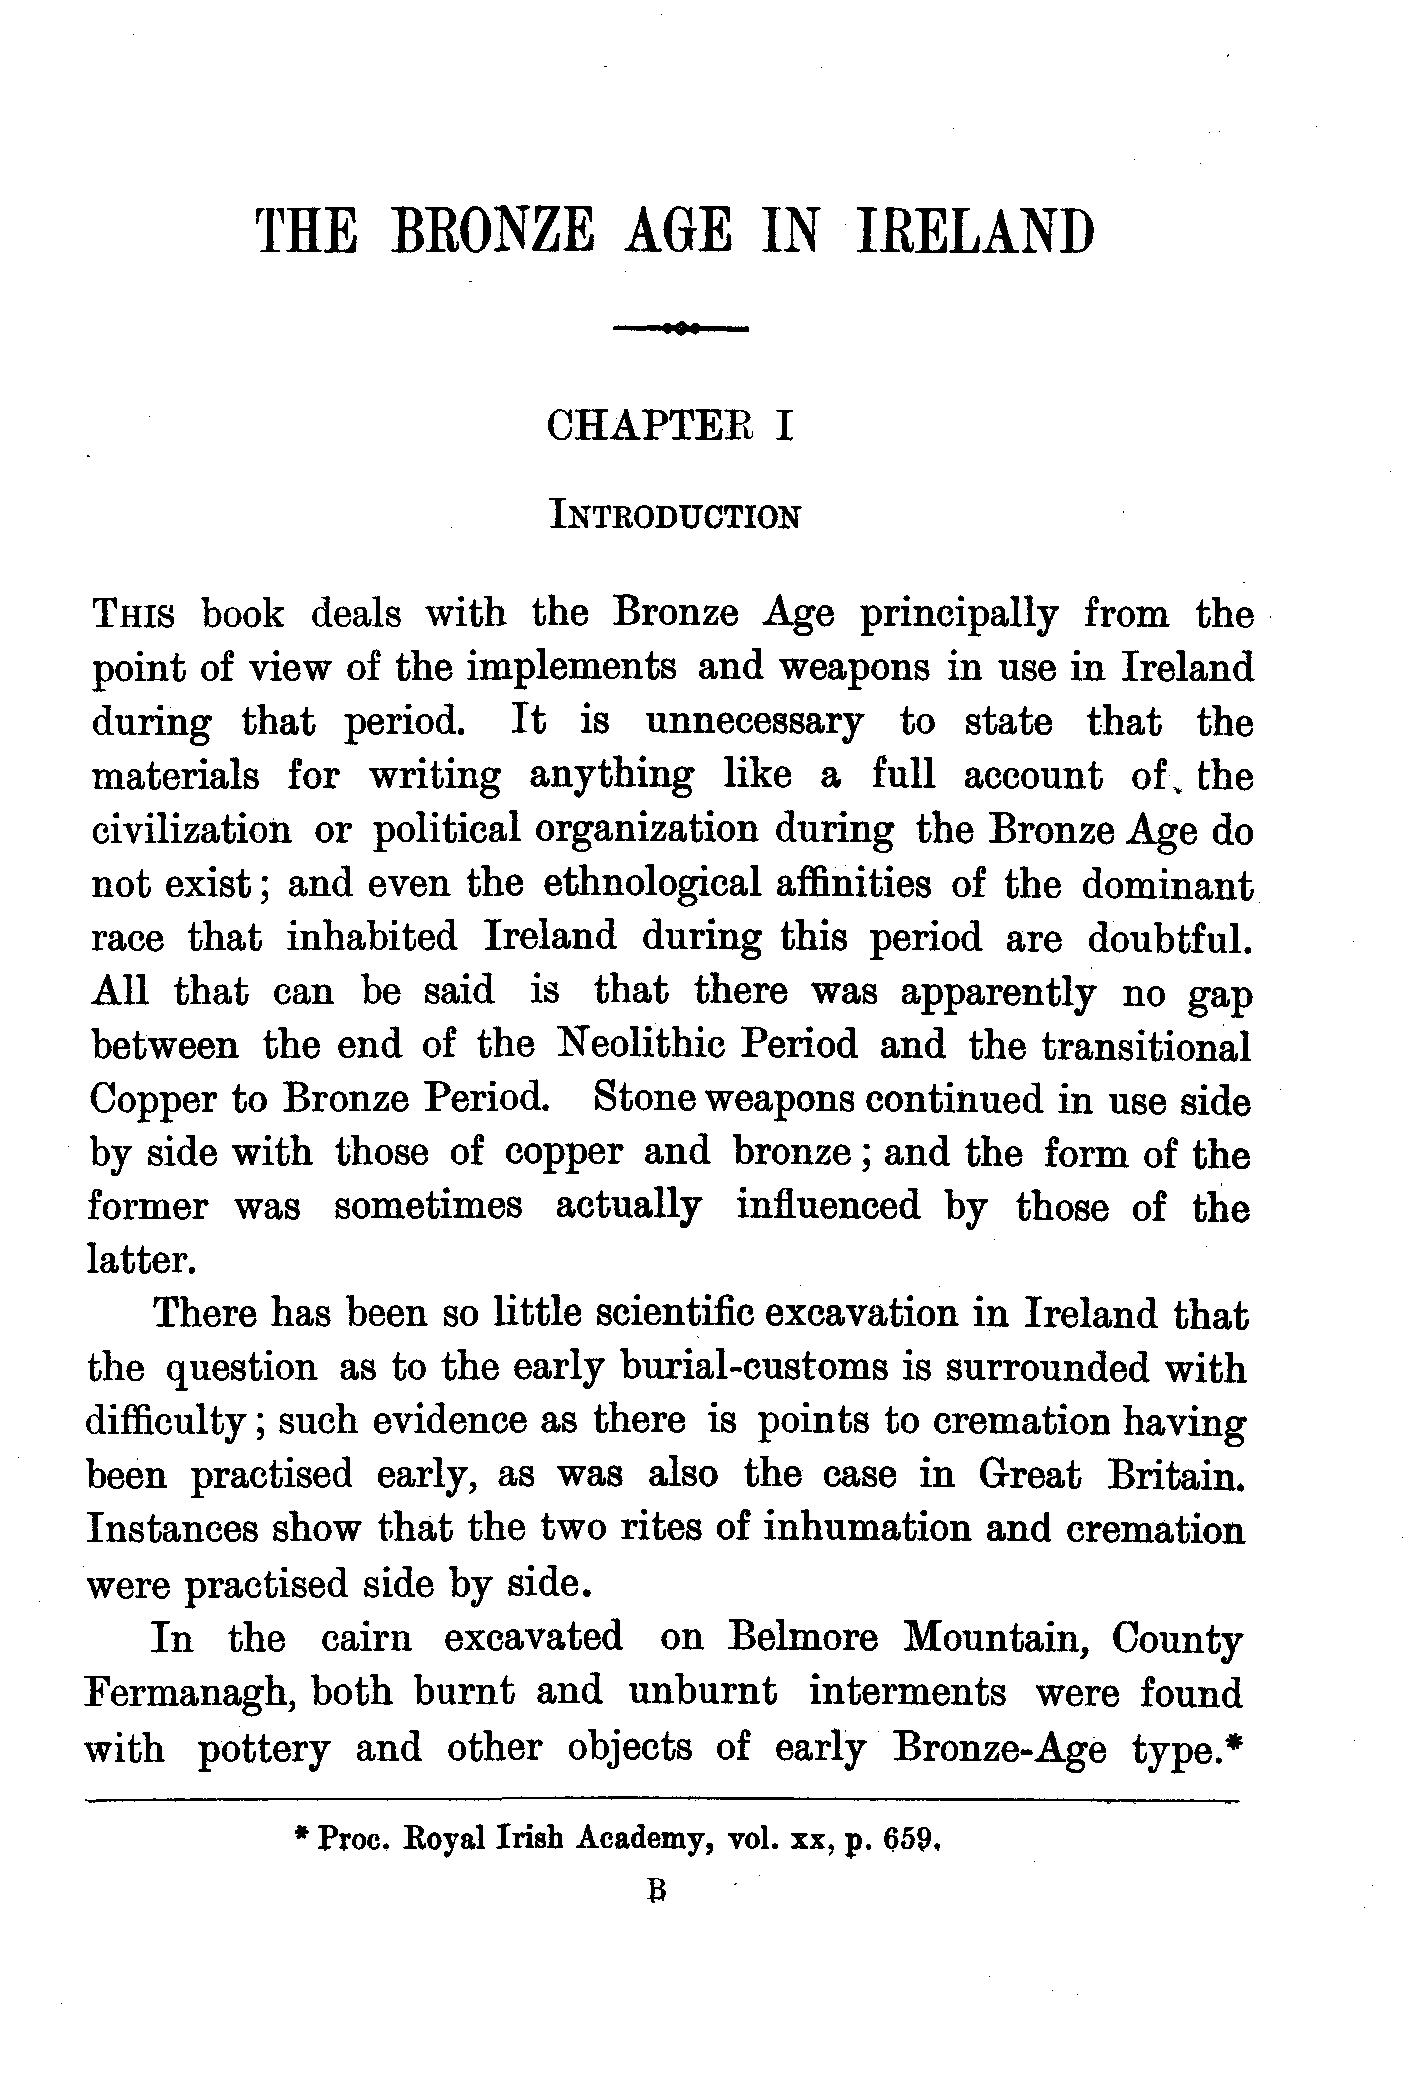 THE BRONZE AGE IN IRELAND
CHAPTER I
INTRODUCTION
THIS book deals with the Bronze Age principally from the
point of view of the implements and weapons in use in Ireland
during that period. It is unnecessary to state that the
materials for writing anything like a full account of the
civilization or political organization during the Bronze Age do
not exist; and even the ethnological affinities of the dominant
race that inhabited Ireland during this period are doubtful.
All that can be said is that there was apparently no gap
between the end of the Neolithic Period and the transitional
Copper to Bronze Period. Stone weapons continued in use side
by side with those of copper and bronze; and the form of the
former was sometimes actually influenced by those of the
latter.
There has been so little scientific excavation in Ireland that
the question as to the early burial-customs is surrounded with
difficulty; such evidence as there is points to cremation having
been practised early, as was also the case in Great Britain.
Instances show that the two rites of inhumation and cremation
were practised side by side.
In the cairn excavated on Belmore Mountain, County
Fermanagh, both burnt and unburnt interments were found
with pottery and other objects of early Bronze-Age type.*
* Proc. Royal Irish Academy, vol. xx, p. 659.
B